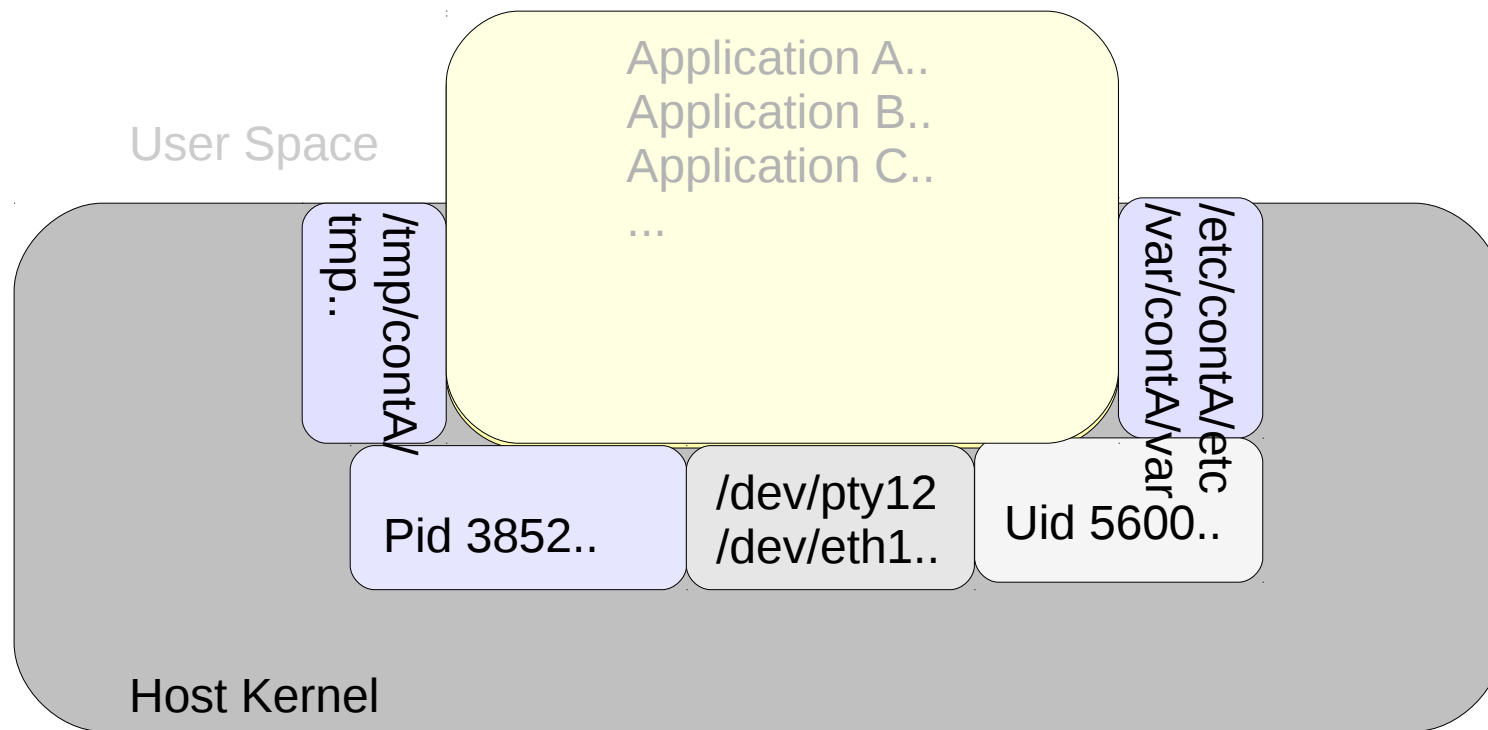 Application A..
Application B..
Application C..
...
User Space
/tmp/contA/
tmp..
/etc/contA/etc
/var/contA/var
Pid 3852..
/dev/pty12
/dev/eth1..
Uid 5600..
Host Kernel